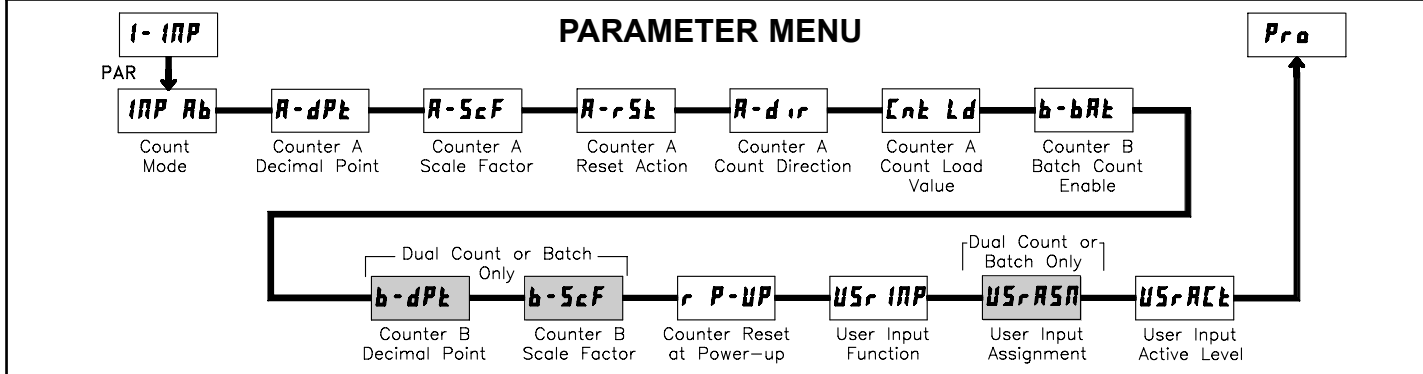 PARAMETER MENU
1-INP
Pro
PAR
INP Ab
A-dPt
A-ScF
A-rSt
A-dir
Cnt Ld
b-bAt
Count
Mode
Counter A
Decimal Point
Counter A
Scale Factor
Counter A
Reset Action
Counter A
Count Direction
Counter A
Count Load
Value
Counter B
Batch Count
Enable
Dual Count or Batch
Only
Dual Count or
Batch Only
b-dPt
b-ScF
r P-UP
USr INP
USrASN
USrACt
Counter B
Decimal Point
Counter B
Scale Factor
Counter Reset
at Power-up
User Input
Function
User Input
Assignment
User Input
Active Level